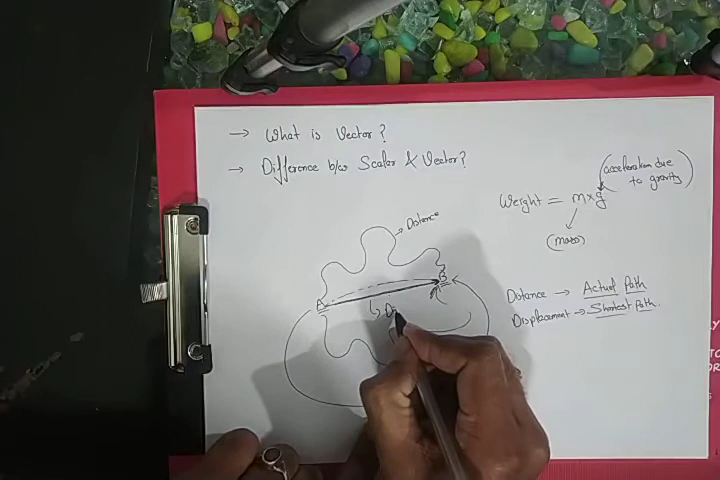 → What is Vector?
→ Difference b/w Scalar & Vector?
(acceleration due
to gravity)
Weight = m×g
(mass)
→ Distance
A
B
Distance → Actual Path
Displacement → Shortest Path.